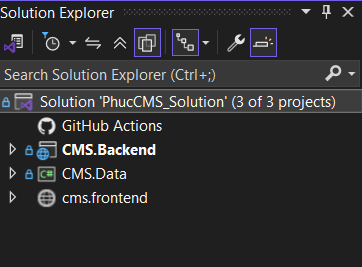 Solution Explorer
Search Solution Explorer (Ctrl+;)
Solution 'PhucCMS_Solution' (3 of 3 projects)
GitHub Actions
CMS.Backend
CMS.Data
cms.frontend